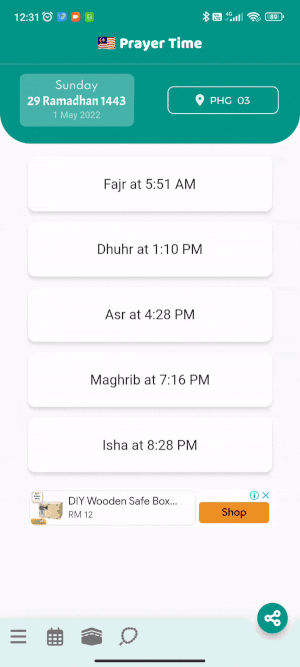 12:31
4G
89
Prayer Time
Sunday
29 Ramadhan 1443
1 May 2022
PHG 03
Fajr at 5:51 AM
Dhuhr at 1:10 PM
Asr at 4:28 PM
Maghrib at 7:16 PM
Isha at 8:28 PM
DIY Wooden Safe Box...
RM 12
Shop